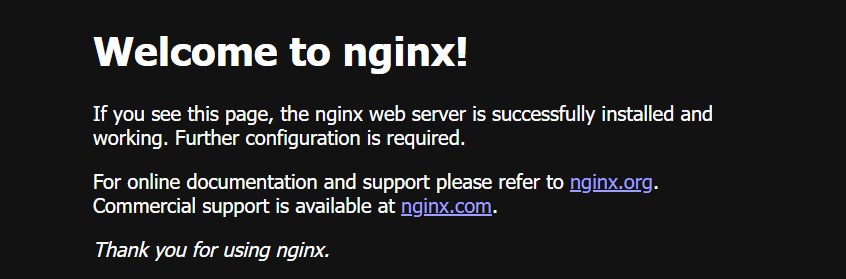 Welcome to nginx!
If you see this page, the nginx web server is successfully installed and
working. Further configuration is required.
For online documentation and support please refer to nginx.org.
Commercial support is available at nginx.com.
Thank you for using nginx.